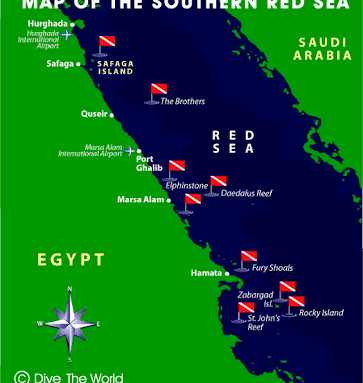 MAP OF THE SOUTHERN RED SEA
Hurghada
Hurghada
International
Airport
SAUDI
ARABIA
Safaga
SAFAGA
ISLAND
The Brothers
Quseir
RED
SEA
Marsa Alam
International Airport
Port
Ghalib
Elphinstone
Daedalus Reef
Marsa Alam
EGYPT
Fury Shoals
Hamata
Zabargad
Isl.
Rocky Island
St. John's
Reef
N
W
E
S
© Dive The World